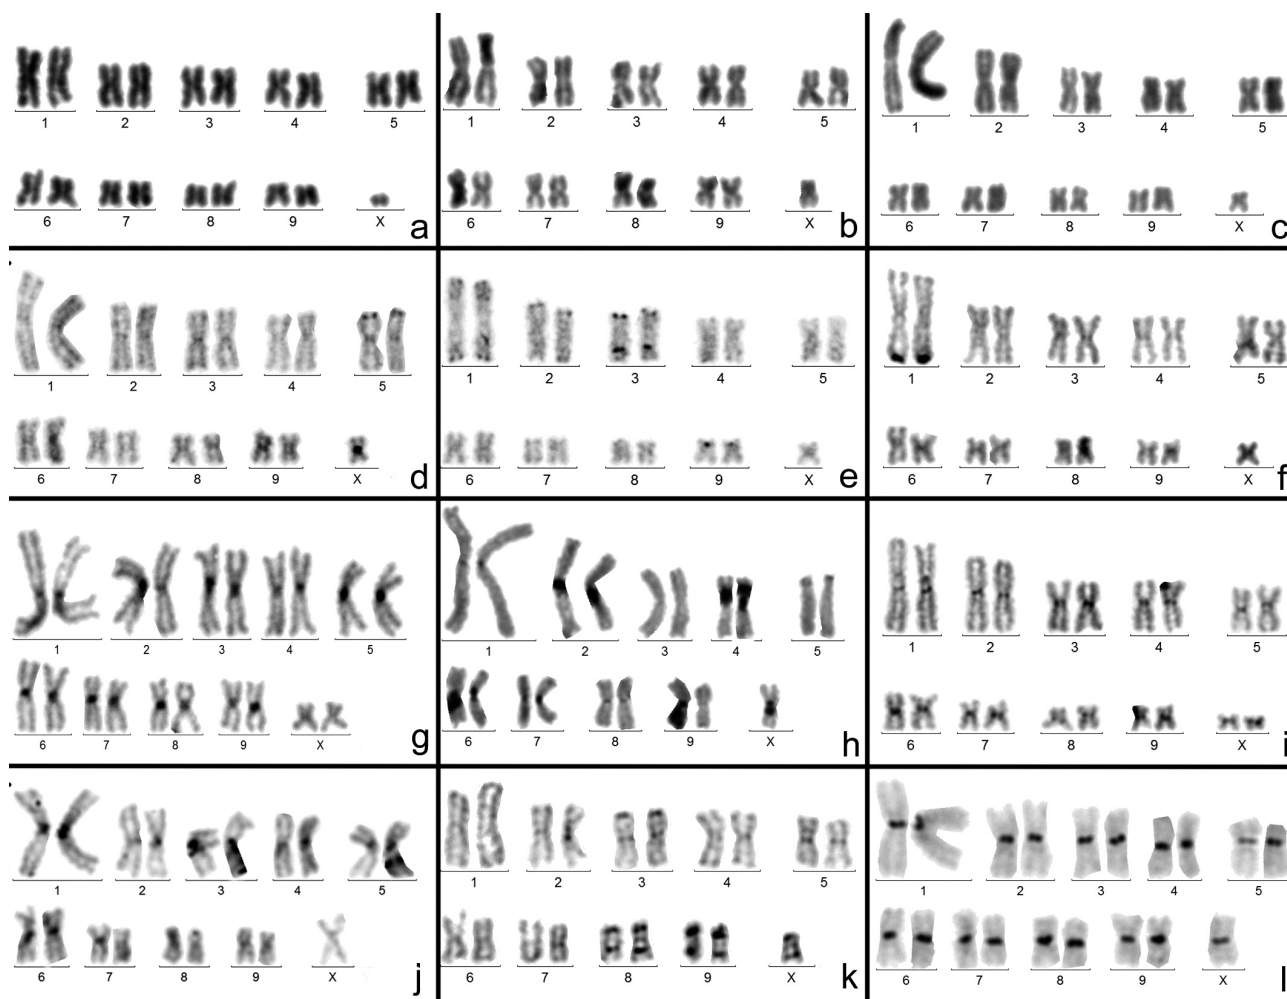 1 2 3 4 5
6 7 8 9 X a
1 2 3 4 5
6 7 8 9 X b
1 2 3 4 5
6 7 8 9 X c
1 2 3 4 5
6 7 8 9 X d
1 2 3 4 5
6 7 8 9 X e
1 2 3 4 5
6 7 8 9 X f
1 2 3 4 5
6 7 8 9 X g
1 2 3 4 5
6 7 8 9 X h
1 2 3 4 5
6 7 8 9 X i
1 2 3 4 5
6 7 8 9 X j
1 2 3 4 5
6 7 8 9 X k
1 2 3 4 5
6 7 8 9 X l